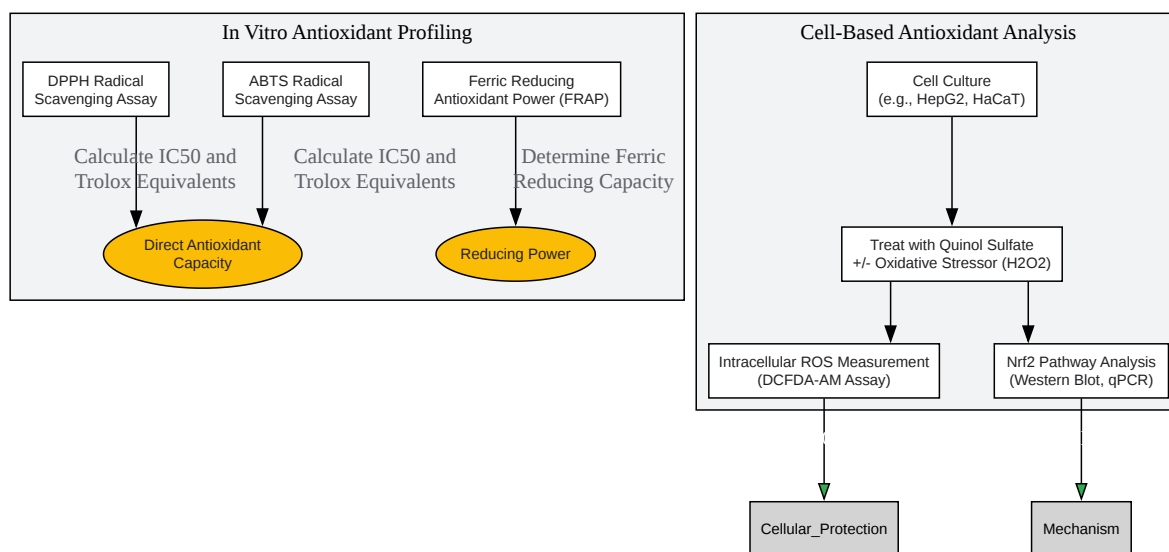 In Vitro Antioxidant Profiling
DPPH Radical
Scavenging Assay
ABTS Radical
Scavenging Assay
Ferric Reducing
Antioxidant Power (FRAP)
Calculate IC50 and
Trolox Equivalents
Calculate IC50 and
Trolox Equivalents
Determine Ferric
Reducing Capacity
Direct Antioxidant
Capacity
Reducing Power
Cell-Based Antioxidant Analysis
Cell Culture
(e.g., HepG2, HaCaT)
Treat with Quinol Sulfate
+/- Oxidative Stressor (H2O2)
Intracellular ROS Measurement
(DCFDA-AM Assay)
Nrf2 Pathway Analysis
(Western Blot, qPCR)
Cellular_Protection
Mechanism